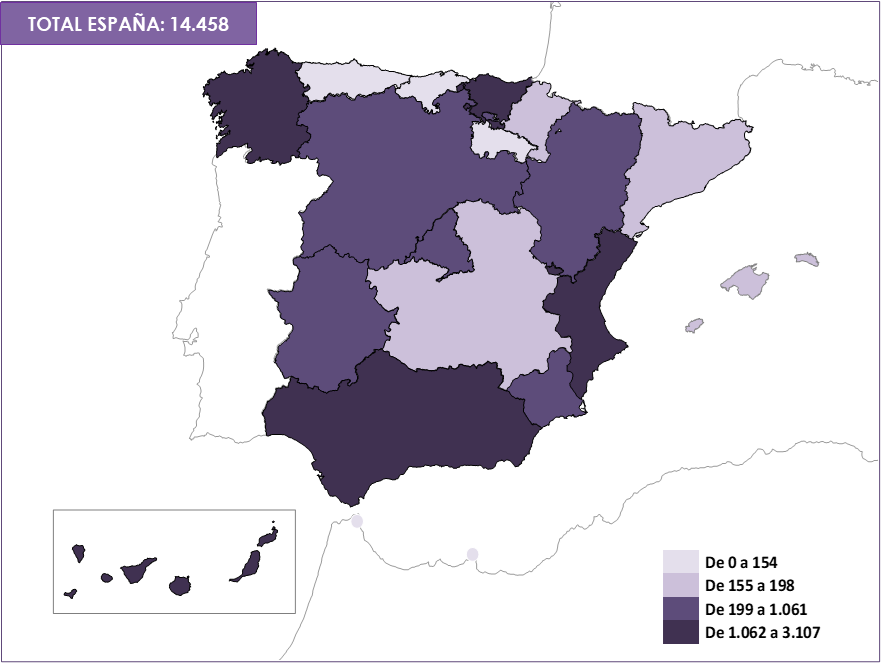 TOTAL ESPAÑA: 14.458
De 0 a 154
De 155 a 198
De 199 a 1.061
De 1.062 a 3.107